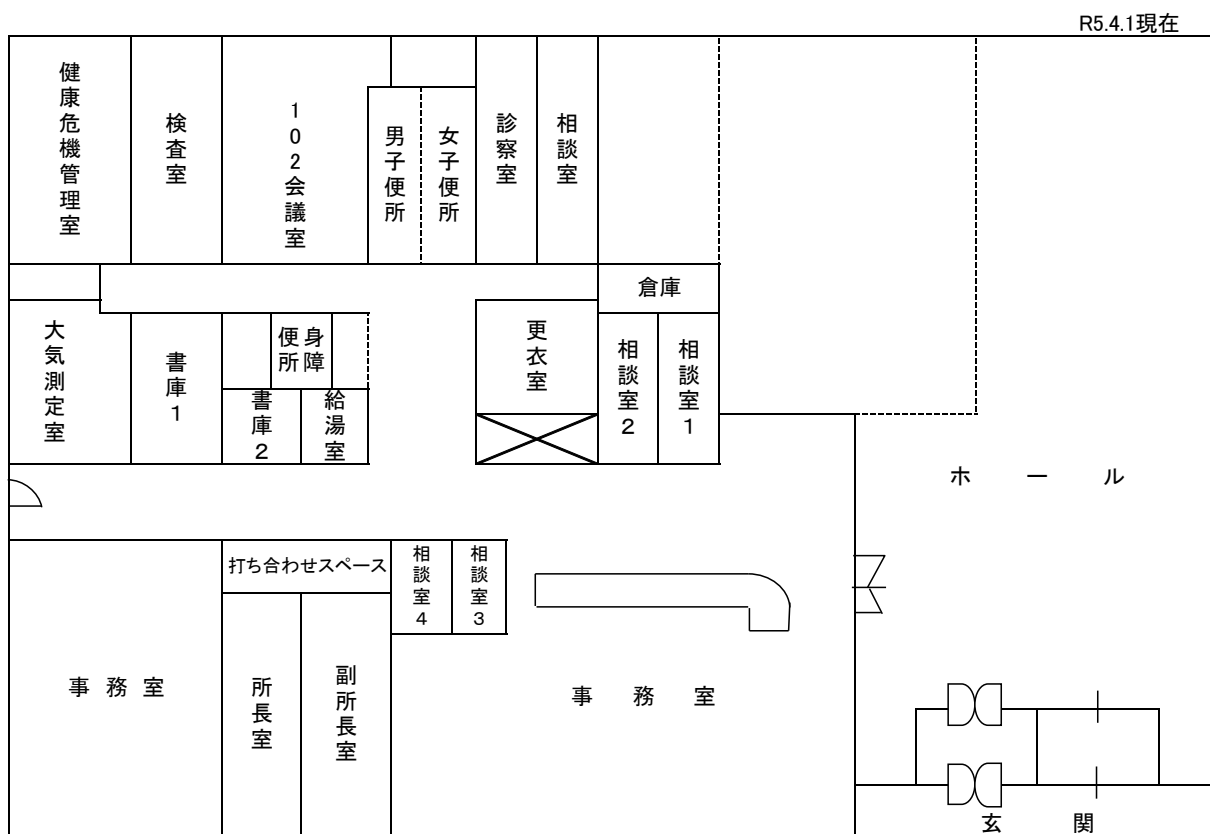 R5.4.1現在
健康危機管理室
検査室
102会議室
男子便所
女子便所
診察室
相談室
倉庫
大気測定室
書庫1
身障
便所
書庫2
給湯室
更衣室
相談室2
相談室1
ホール
打ち合わせスペース
相談室4
相談室3
事務室
所長室
副所長室
事務室
玄関